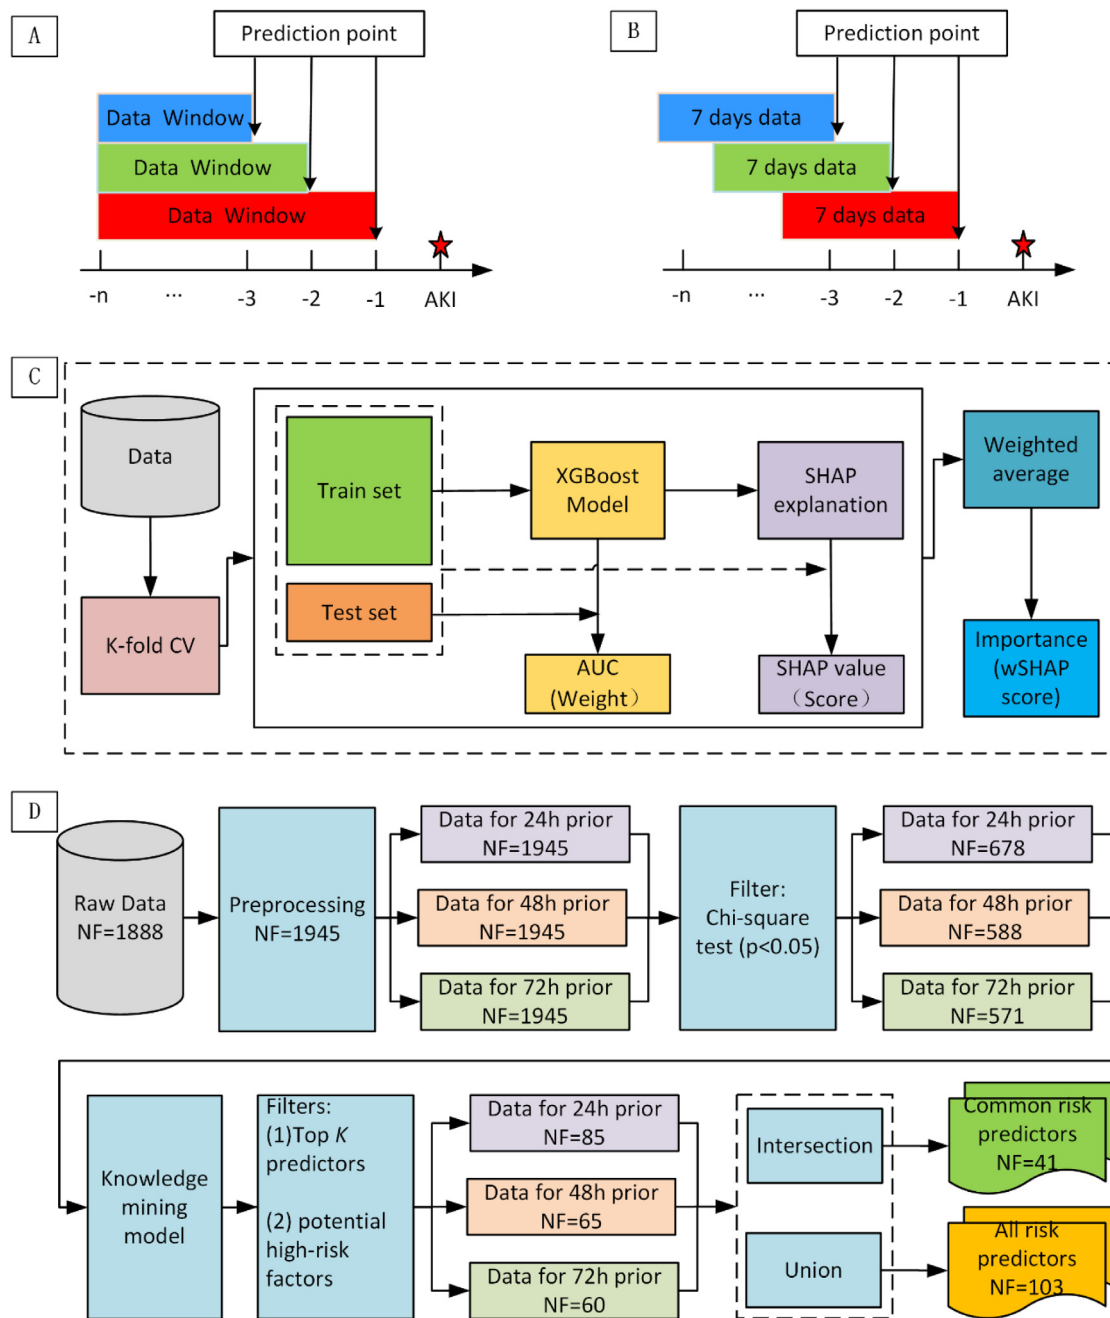 A
Prediction point
Data Window
Data Window
Data Window
-n
...
-3
-2
-1
AKI
B
Prediction point
7 days data
7 days data
7 days data
-n
...
-3
-2
-1
AKI
C
Data
K-fold CV
Train set
Test set
XGBoost
Model
AUC
(Weight）
SHAP
explanation
SHAP value
（Score）
Weighted
average
Importance
(wSHAP
score)
D
Raw Data
NF=1888
Preprocessing
NF=1945
Data for 24h prior
NF=1945
Data for 48h prior
NF=1945
Data for 72h prior
NF=1945
Filter:
Chi-square
test (p<0.05)
Data for 24h prior
NF=678
Data for 48h prior
NF=588
Data for 72h prior
NF=571
Knowledge
mining
model
Filters:
(1)Top K
predictors
(2) potential
high-risk
factors
Data for 24h prior
NF=85
Data for 48h prior
NF=65
Data for 72h prior
NF=60
Intersection
Union
Common risk
predictors
NF=41
All risk
predictors
NF=103